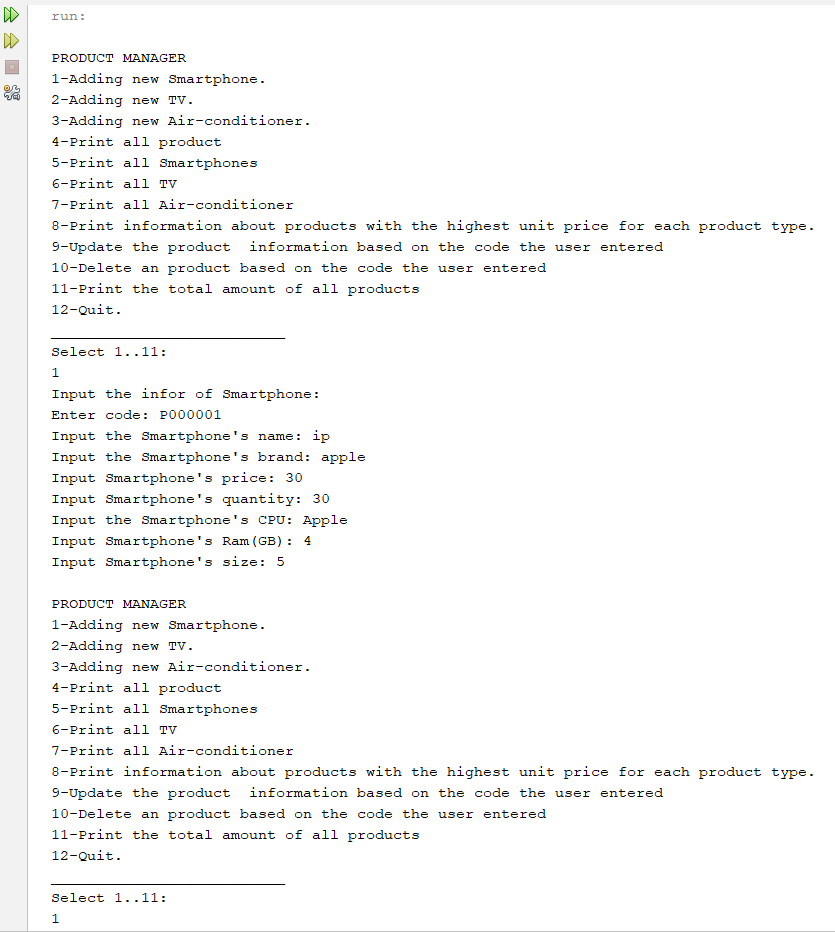 run:
PRODUCT MANAGER
1-Adding new Smartphone.
2-Adding new TV.
3-Adding new Air-conditioner.
4-Print all product
5-Print all Smartphones
6-Print all TV
7-Print all Air-conditioner
8-Print information about products with the highest unit price for each product type.
9-Update the product  information based on the code the user entered
10-Delete an product based on the code the user entered
11-Print the total amount of all products
12-Quit.
__________________________
Select 1..11:
1
Input the infor of Smartphone:
Enter code: P000001
Input the Smartphone's name: ip
Input the Smartphone's brand: apple
Input Smartphone's price: 30
Input Smartphone's quantity: 30
Input the Smartphone's CPU: Apple
Input Smartphone's Ram(GB): 4
Input Smartphone's size: 5
PRODUCT MANAGER
1-Adding new Smartphone.
2-Adding new TV.
3-Adding new Air-conditioner.
4-Print all product
5-Print all Smartphones
6-Print all TV
7-Print all Air-conditioner
8-Print information about products with the highest unit price for each product type.
9-Update the product  information based on the code the user entered
10-Delete an product based on the code the user entered
11-Print the total amount of all products
12-Quit.
__________________________
Select 1..11:
1